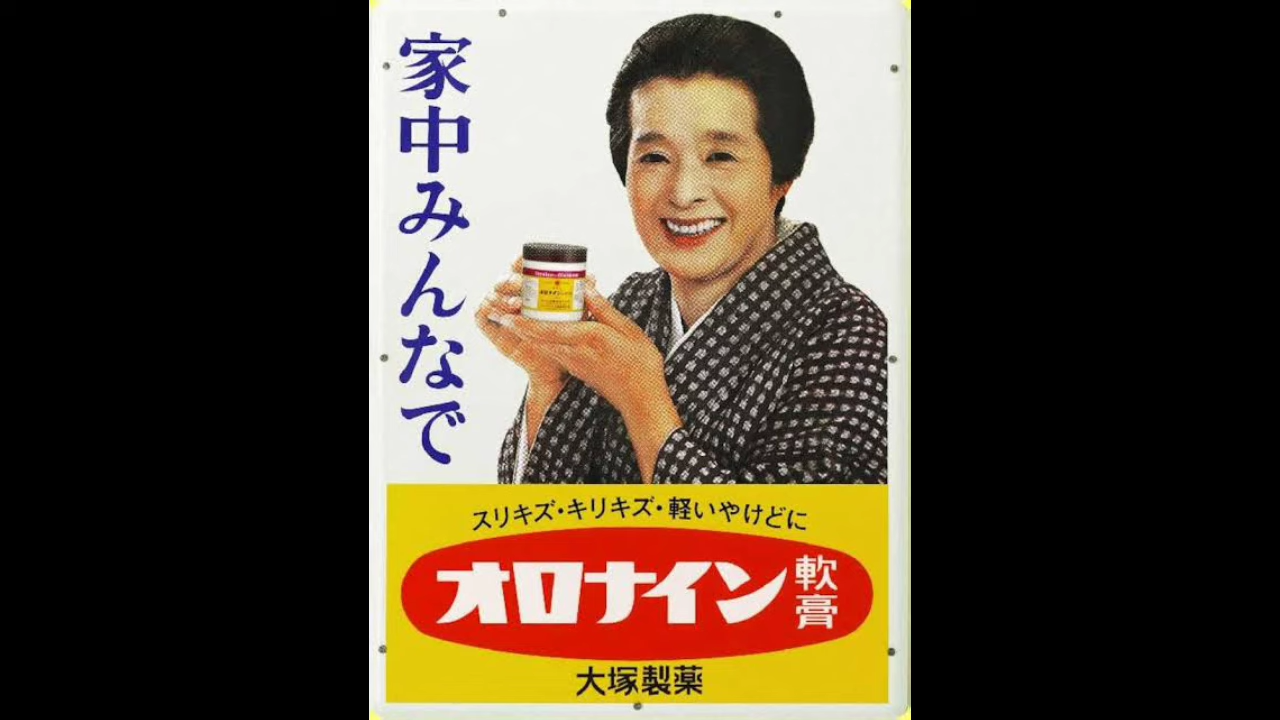 家中みんなで
スリキズ・キリキズ・軽いやけどに
オロナイン軟膏
大塚製薬